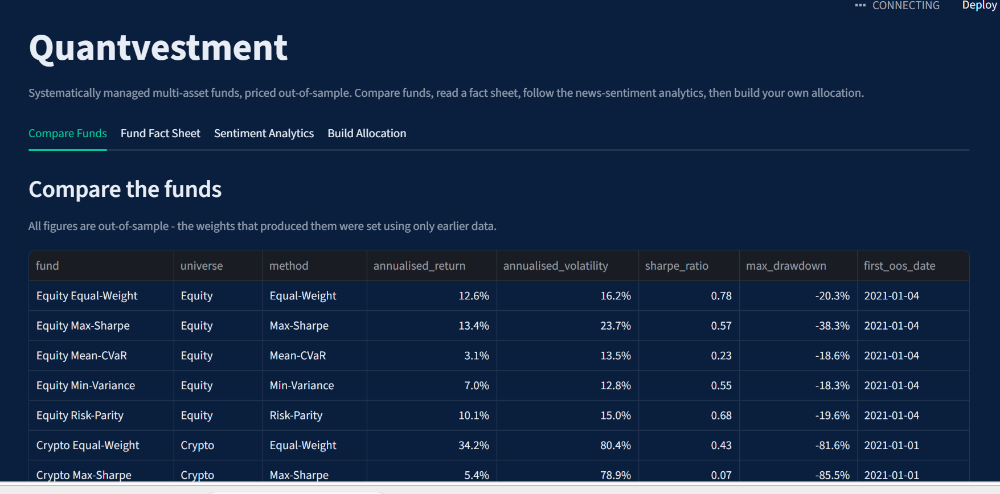 CONNECTING Deploy
Quantvestment
Systematically managed multi-asset funds, priced out-of-sample. Compare funds, read a fact sheet, follow the news-sentiment analytics, then build your own allocation.
Compare Funds Fund Fact Sheet Sentiment Analytics Build Allocation
Compare the funds
All figures are out-of-sample - the weights that produced them were set using only earlier data.
fund universe method annualised_return annualised_volatility sharpe_ratio max_drawdown first_oos_date
Equity Equal-Weight Equity Equal-Weight 12.6% 16.2% 0.78 -20.3% 2021-01-04
Equity Max-Sharpe Equity Max-Sharpe 13.4% 23.7% 0.57 -38.3% 2021-01-04
Equity Mean-CVaR Equity Mean-CVaR 3.1% 13.5% 0.23 -18.6% 2021-01-04
Equity Min-Variance Equity Min-Variance 7.0% 12.8% 0.55 -18.3% 2021-01-04
Equity Risk-Parity Equity Risk-Parity 10.1% 15.0% 0.68 -19.6% 2021-01-04
Crypto Equal-Weight Crypto Equal-Weight 34.2% 80.4% 0.43 -81.6% 2021-01-01
Crypto Max-Sharpe Crypto Max-Sharpe 5.4% 78.9% 0.07 -85.5% 2021-01-01